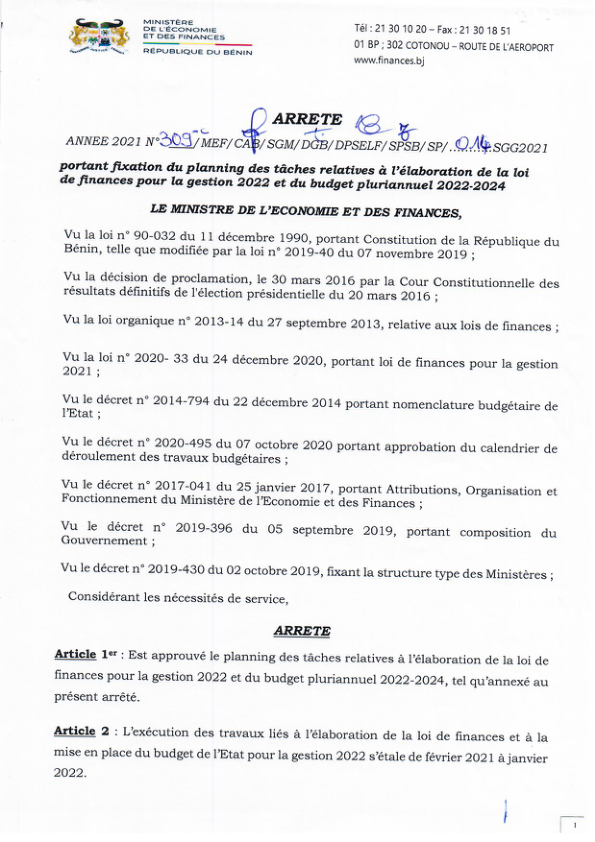 MINISTÈRE
DE L'ÉCONOMIE
ET DES FINANCES
RÉPUBLIQUE DU BÉNIN
Tél : 21 30 10 20 – Fax : 21 30 18 51
01 BP ; 302 COTONOU – ROUTE DE L'AEROPORT
www.finances.bj
ARRETE
ANNEE 2021 N° 309-c /MEF/CAB/SGM/DGB/DPSELF/SPSB/SP/...014.SGG2021
portant fixation du planning des tâches relatives à l'élaboration de la loi
de finances pour la gestion 2022 et du budget pluriannuel 2022-2024
LE MINISTRE DE L'ECONOMIE ET DES FINANCES,
Vu la loi n° 90-032 du 11 décembre 1990, portant Constitution de la République du
Bénin, telle que modifiée par la loi n° 2019-40 du 07 novembre 2019 ;
Vu la décision de proclamation, le 30 mars 2016 par la Cour Constitutionnelle des
résultats définitifs de l'élection présidentielle du 20 mars 2016 ;
Vu la loi organique n° 2013-14 du 27 septembre 2013, relative aux lois de finances ;
Vu la loi n° 2020- 33 du 24 décembre 2020, portant loi de finances pour la gestion
2021 ;
Vu le décret n° 2014-794 du 22 décembre 2014 portant nomenclature budgétaire de
l'Etat ;
Vu le décret n° 2020-495 du 07 octobre 2020 portant approbation du calendrier de
déroulement des travaux budgétaires ;
Vu le décret n° 2017-041 du 25 janvier 2017, portant Attributions, Organisation et
Fonctionnement du Ministère de l'Economie et des Finances ;
Vu le décret n° 2019-396 du 05 septembre 2019, portant composition du
Gouvernement ;
Vu le décret n° 2019-430 du 02 octobre 2019, fixant la structure type des Ministères ;
Considérant les nécessités de service,
ARRETE
Article 1er : Est approuvé le planning des tâches relatives à l'élaboration de la loi de
finances pour la gestion 2022 et du budget pluriannuel 2022-2024, tel qu'annexé au
présent arrêté.
Article 2 : L'exécution des travaux liés à l'élaboration de la loi de finances et à la
mise en place du budget de l'Etat pour la gestion 2022 s'étale de février 2021 à janvier
2022.
1